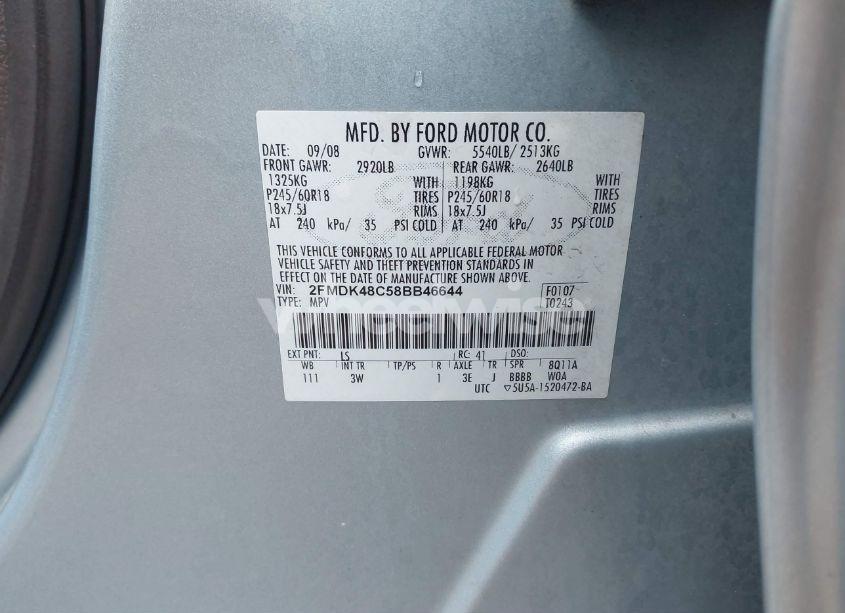 MFD. BY FORD MOTOR CO.
DATE: 09/08 GVWR: 5540LB/ 2513KG
FRONT GAWR: 2920LB REAR GAWR: 2640LB
1325KG WITH 1198KG WITH
P245/60R18 TIRES P245/60R18 TIRES
18x7.5J RIMS 18x7.5J RIMS
AT 240 kPa/ 35 PSI COLD AT 240 kPa/ 35 PSI COLD
THIS VEHICLE CONFORMS TO ALL APPLICABLE FEDERAL MOTOR
VEHICLE SAFETY AND THEFT PREVENTION STANDARDS IN
EFFECT ON THE DATE OF MANUFACTURE SHOWN ABOVE.
VIN: 2FMDK48C58BB46644 F0107
TYPE: MPV T0243
EXT PNT: LS RC: 41 DSO:
WB INT TR TP/PS R AXLE TR SPR 8Q11A
111 3W 1 3E J BBBB W0A
UTC 5U5A-1520472-BA